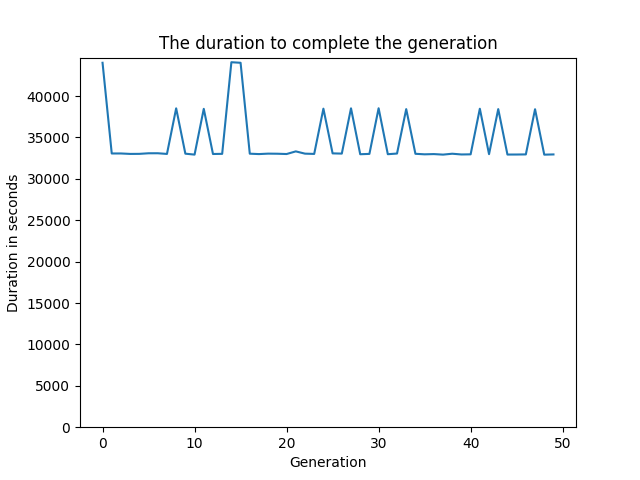 The duration to complete the generation
Duration in seconds
40000
35000
30000
25000
20000
15000
10000
5000
0
0 10 20 30 40 50
Generation